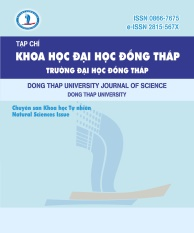 ISSN 0866-7675
e-ISSN 2815-567X
TẠP CHÍ
KHOA HỌC ĐẠI HỌC ĐỒNG THÁP
TRƯỜNG ĐẠI HỌC ĐỒNG THÁP
DONG THAP UNIVERSITY JOURNAL OF SCIENCE
DONG THAP UNIVERSITY
Chuyên san Khoa học Tự nhiên
Natural Sciences Issue